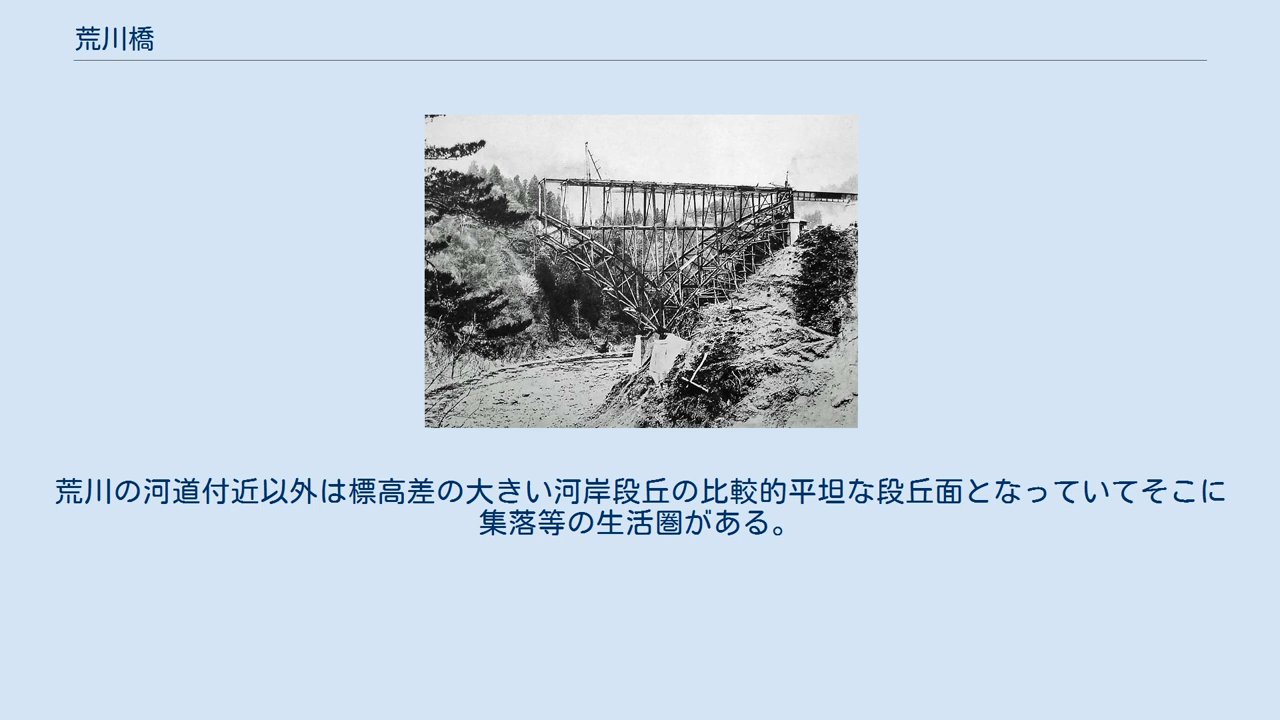 荒川橋
荒川の河道付近以外は標高差の大きい河岸段丘の比較的平坦な段丘面となっていてそこに
集落等の生活圏がある。